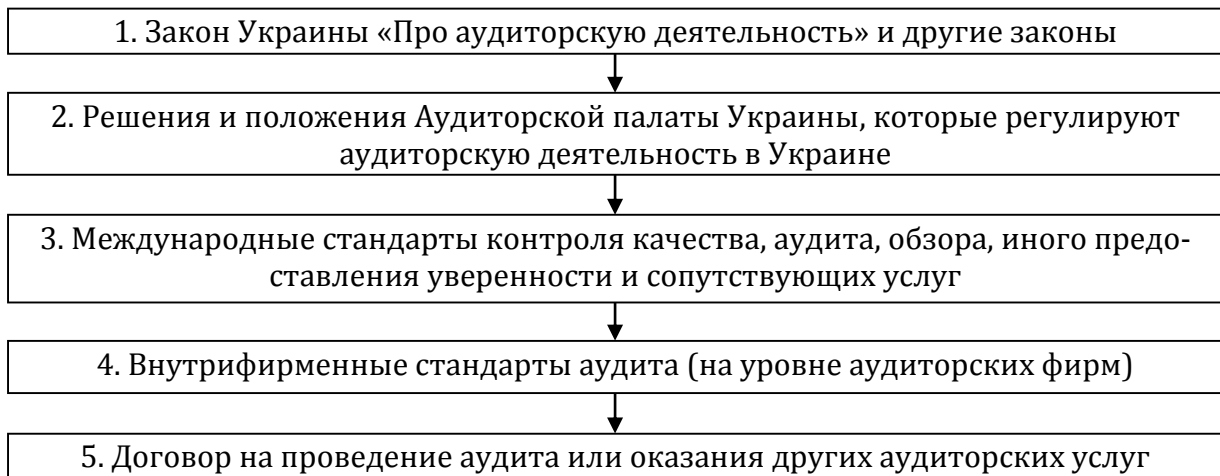 1. Закон Украины «Про аудиторскую деятельность» и другие законы
2. Решения и положения Аудиторской палаты Украины, которые регулируют
аудиторскую деятельность в Украине
3. Международные стандарты контроля качества, аудита, обзора, иного предо-
ставления уверенности и сопутствующих услуг
4. Внутрифирменные стандарты аудита (на уровне аудиторских фирм)
5. Договор на проведение аудита или оказания других аудиторских услуг